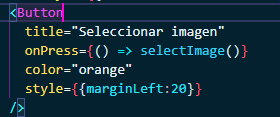 <Button
title="Seleccionar imagen"
onPress={() => selectImage()}
color="orange"
style={{marginLeft:20}}
/>